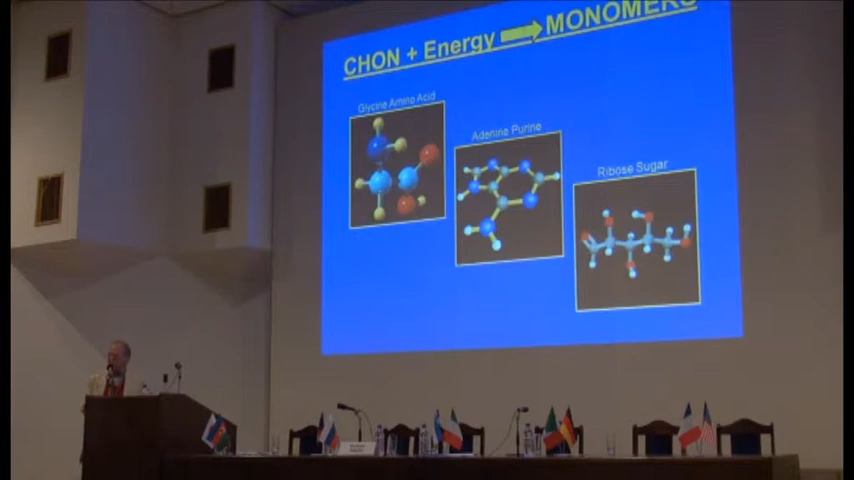 CHON + Energy MONOMERS
Glycine Amino Acid
Adenine Purine
Ribose Sugar